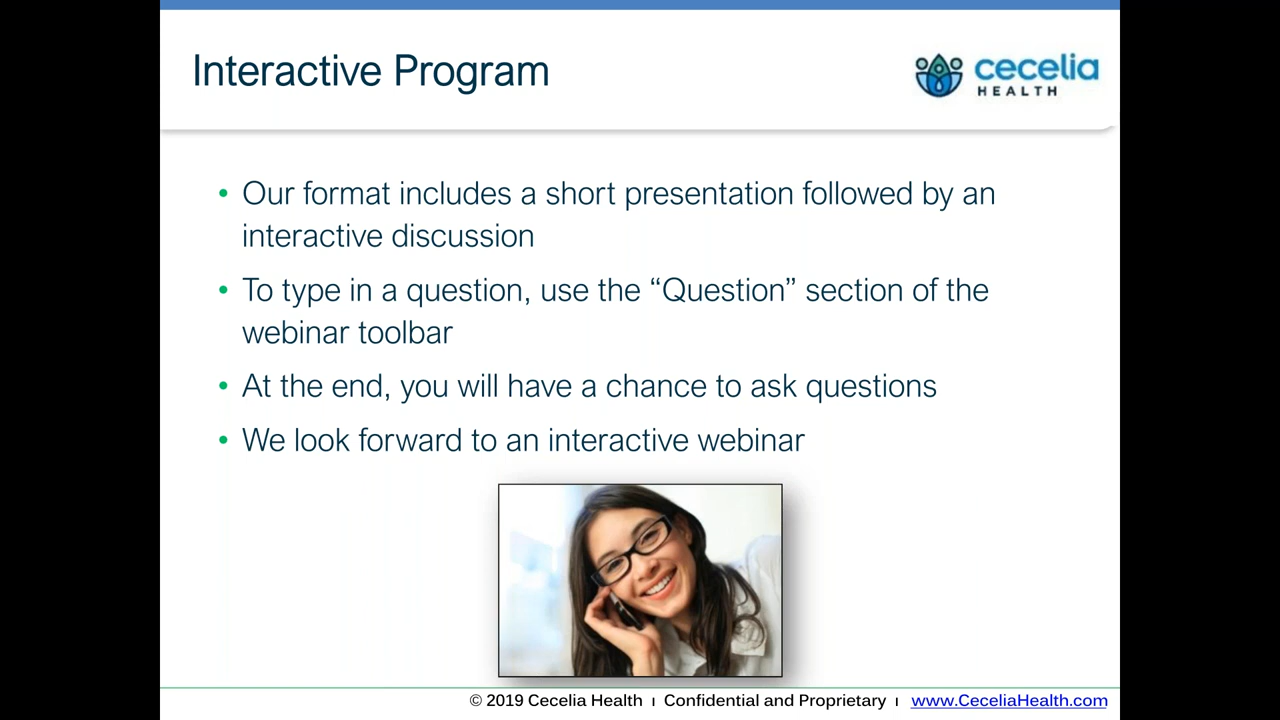 Interactive Program
cecelia
HEALTH
• Our format includes a short presentation followed by an
interactive discussion
• To type in a question, use the “Question” section of the
webinar toolbar
• At the end, you will have a chance to ask questions
• We look forward to an interactive webinar
© 2019 Cecelia Health ı Confidential and Proprietary ı www.CeceliaHealth.com